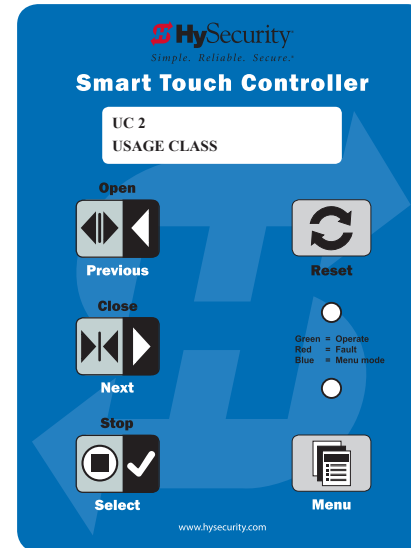 HySecurity
Simple. Reliable. Secure.
Smart Touch Controller
UC 2
USAGE CLASS
Open
Previous
Reset
Close
Green = Operate
Red = Fault
Blue = Menu mode
Next
Stop
Select
Menu
www.hysecurity.com